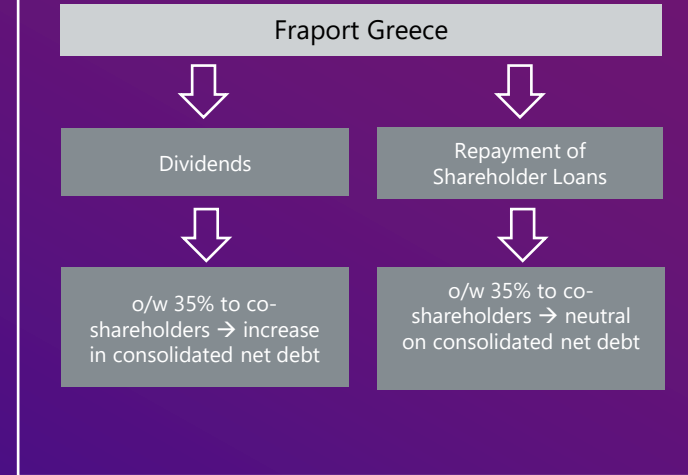 Fraport Greece
Dividends
Repayment of
Shareholder Loans
o/w 35% to co-
shareholders → increase
in consolidated net debt
o/w 35% to co-
shareholders → neutral
on consolidated net debt